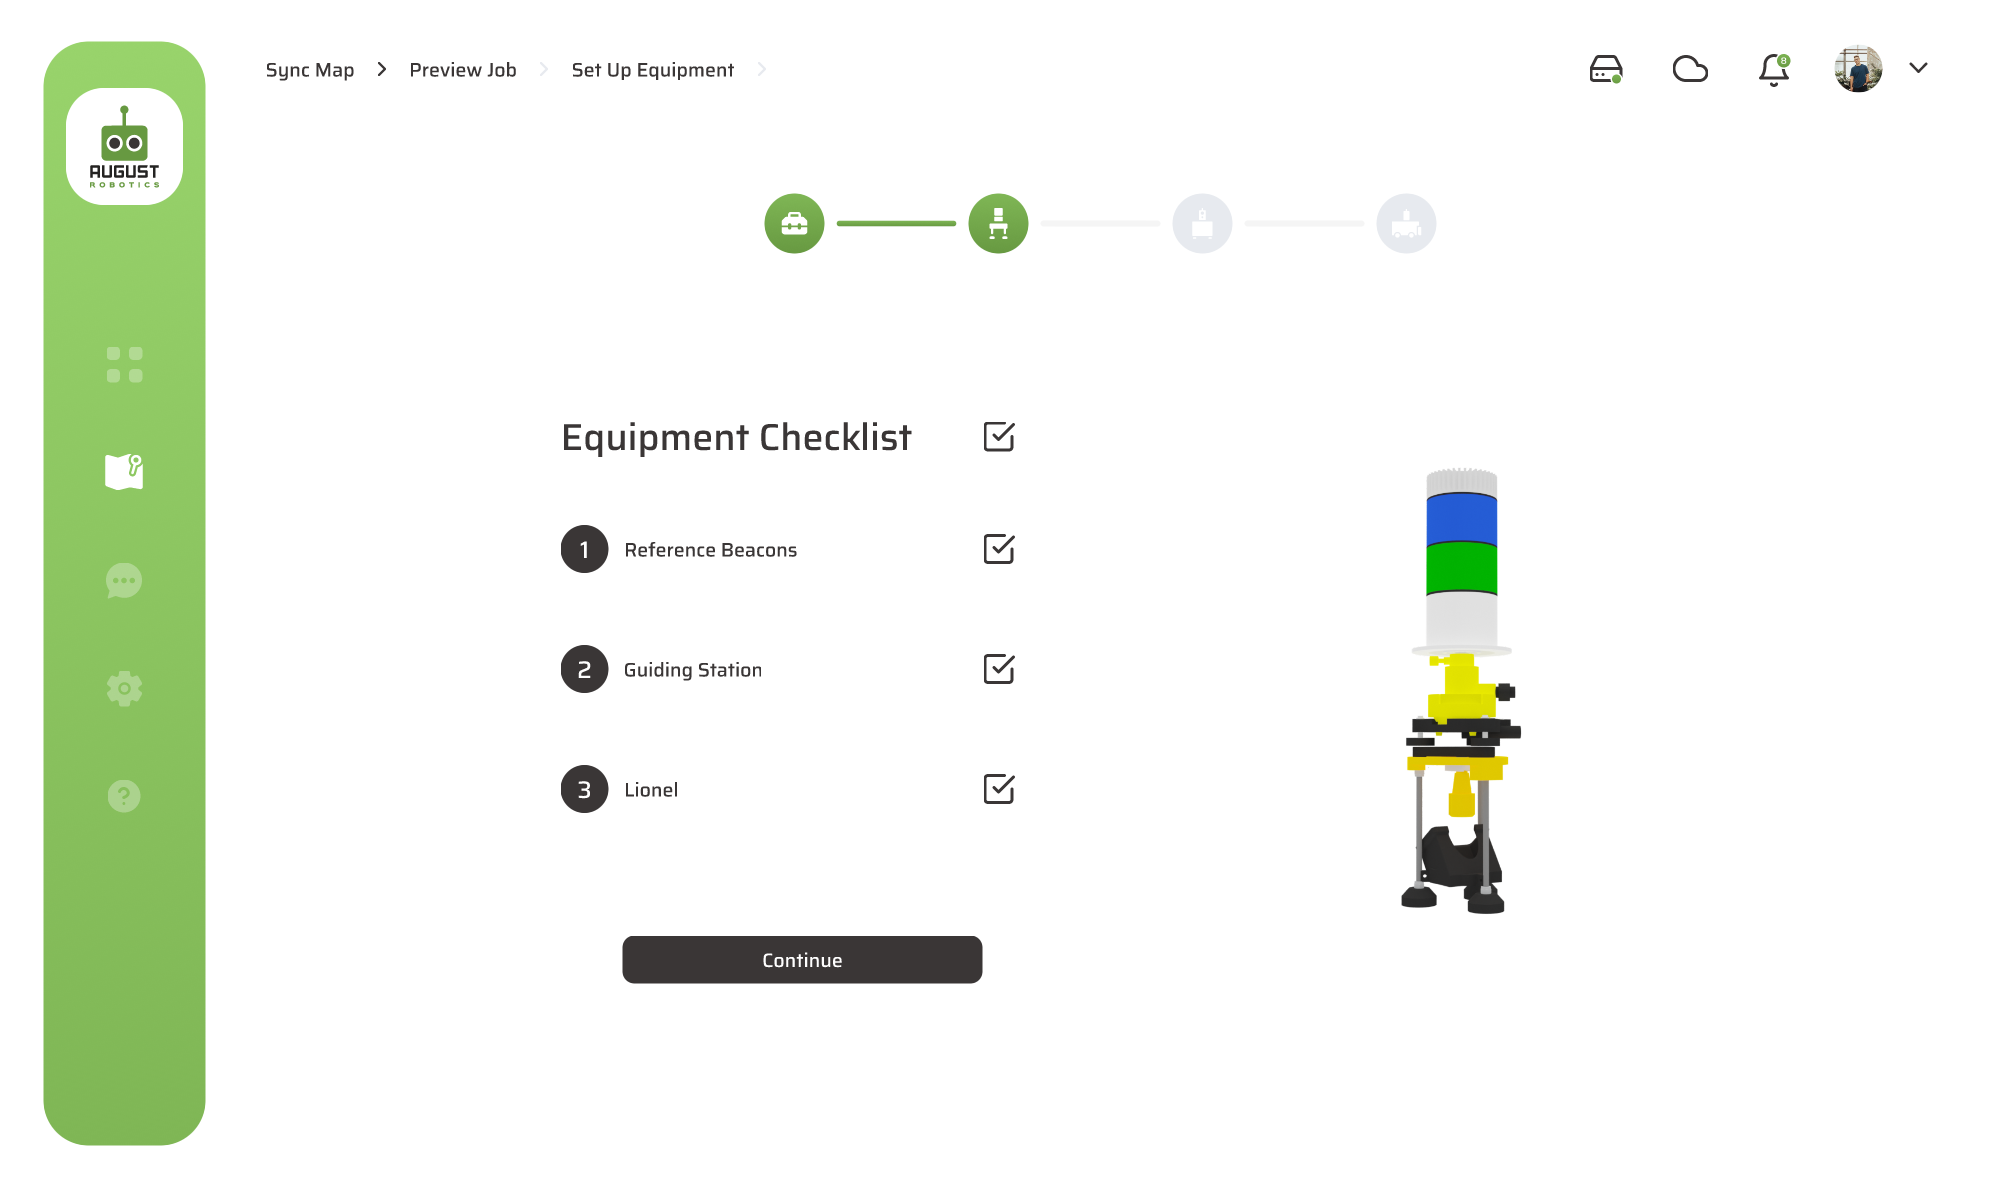 Sync Map
Preview Job
Set Up Equipment
8
AUGUST
ROBOTICS
Equipment Checklist
1 Reference Beacons
2 Guiding Station
3 Lionel
Continue
?